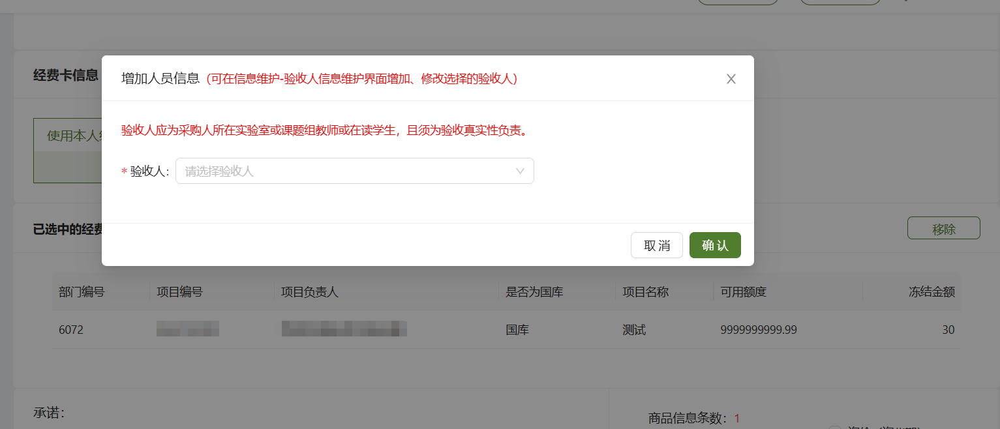 经费卡信息
增加人员信息（可在信息维护-验收人信息维护界面增加、修改选择的验收人）
验收人应为采购人所在实验室或课题组教师或在读学生，且须为验收真实性负责。
使用本人
* 验收人： 请选择验收人
已选中的经费
移除
取 消 确 认
部门编号 项目编号 项目负责人 是否为国库 项目名称 可用额度 冻结金额
6072 国库 测试 9999999999.99 30
承诺：
商品信息条数：1